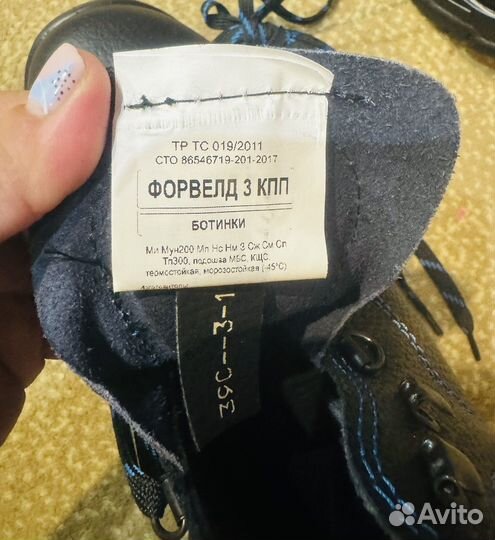 ТР ТС 019/2011
СТО 86546719-201-2017
ФОРВЕЛД 3 КПП
БОТИНКИ
Ми Мун200 Мп Нс Нм З Сж См Сл
Тп300, подошва МБС, КЩС,
термостойкая, морозостойкая (-45°С)
39C--3-1
Avito